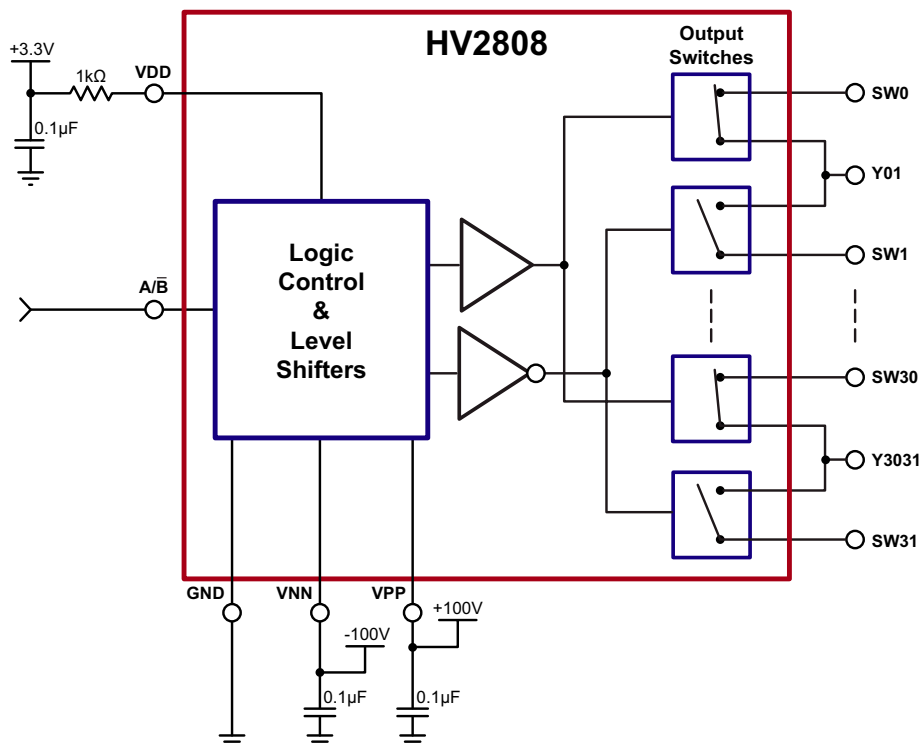 HV2808
Output
Switches
+3.3V
1kΩ
VDD
0.1µF
SW0
Y01
SW1
Logic
Control
&
Level
Shifters
A/B̅
SW30
Y3031
SW31
GND
VNN
VPP
-100V
+100V
0.1µF
0.1µF